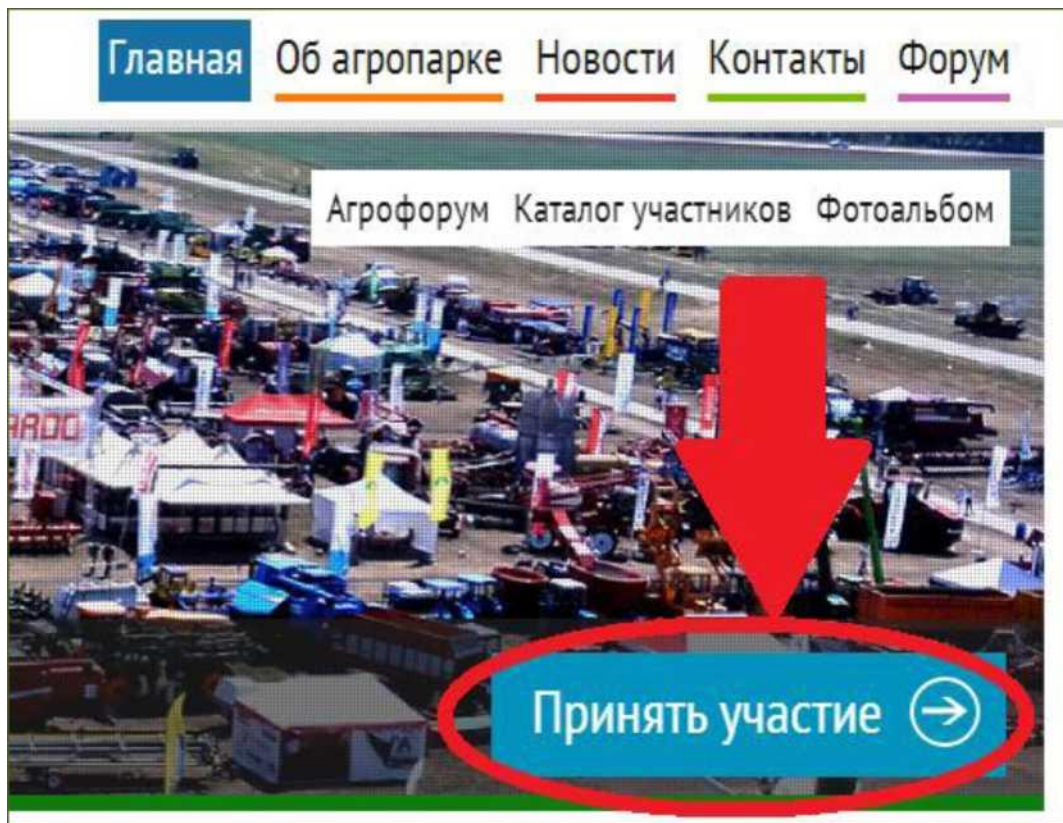 Главная Об агропарке Новости Контакты Форум
Агрофорум Каталог участников Фотоальбом
Принять участие